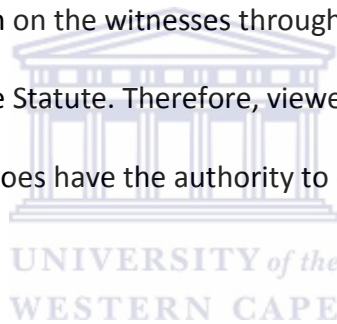 on the witnesses through
Statute. Therefore, viewe
oes have the authority to
UNIVERSITY of the
WESTERN CAPE